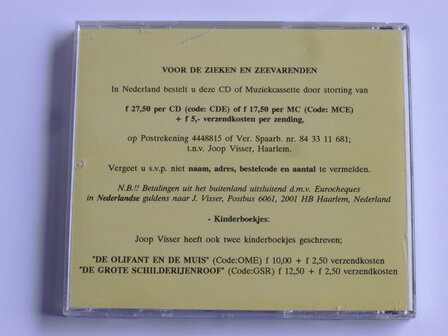 VOOR DE ZIEKEN EN ZEEVARENDEN
In Nederland bestelt u deze CD of Muziekcassette door storting van
f 27,50 per CD (code: CDE) of f 17,50 per MC (Code: MCE)
+ f 5,- verzendkosten per zending,
op Postrekening 4448815 of Ver. Spaarb. nr. 84 33 11 681;
t.n.v. Joop Visser, Haarlem.
Vergeet u s.v.p. niet naam, adres, bestelcode en aantal te vermelden.
N.B.!! Betalingen uit het buitenland uitsluitend d.m.v. Eurocheques
in Nederlandse guldens naar J. Visser, Postbus 6061, 2001 HB Haarlem, Nederland
- Kinderboekjes:
Joop Visser heeft ook twee kinderboekjes geschreven;
"DE OLIFANT EN DE MUIS" (Code:OME) f 10,00 + f 2,50 verzendkosten
"DE GROTE SCHILDERIJENROOF" (Code:GSR) f 12,50 + f 2,50 verzendkosten